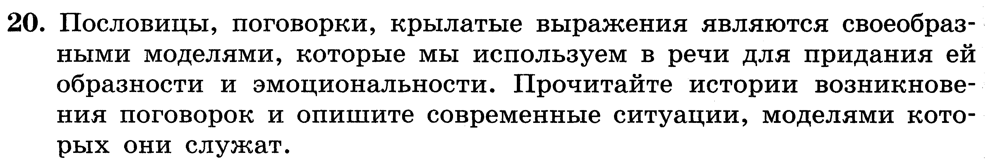 20. Пословицы, поговорки, крылатые выражения являются своеобраз-
ными моделями, которые мы используем в речи для придания ей
образности и эмоциональности. Прочитайте истории возникнове-
ния поговорок и опишите современные ситуации, моделями кото-
рых они служат.